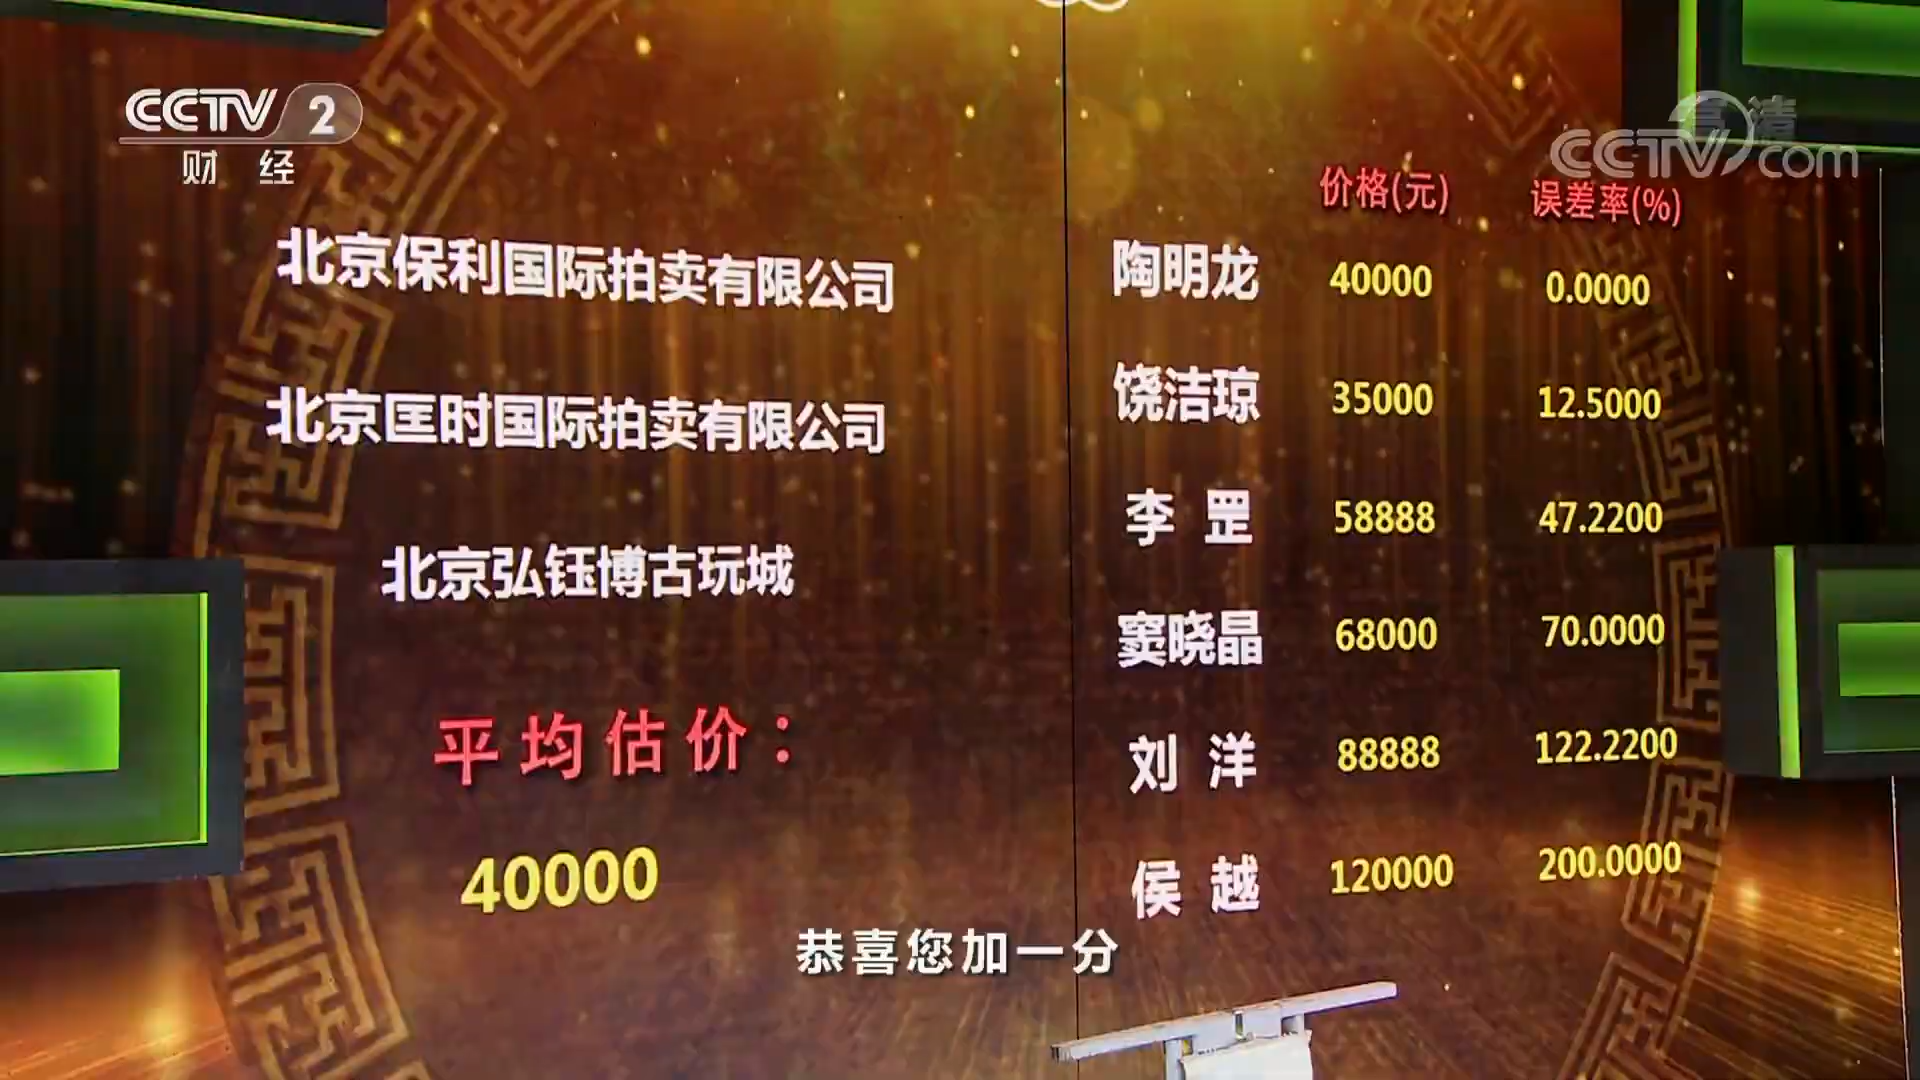 CCTV 2
财经
高清
CCTV.com
北京保利国际拍卖有限公司
北京匡时国际拍卖有限公司
北京弘钰博古玩城
平均估价：
40000
价格(元) 误差率(%)
陶明龙 40000 0.0000
饶洁琼 35000 12.5000
李罡 58888 47.2200
窦晓晶 68000 70.0000
刘洋 88888 122.2200
侯越 120000 200.0000
恭喜您加一分